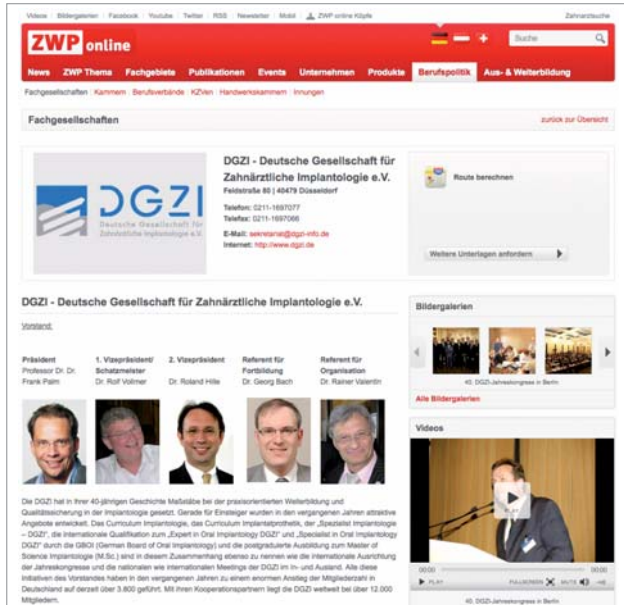 Videos Bildergalerien Facebook Youtube Twitter RSS Newsletter Mobil ZWP online Köpfe Zahnarztsuche
ZWP online
Suche
News ZWP Thema Fachgebiete Publikationen Events Unternehmen Produkte Berufspolitik Aus- & Weiterbildung
Fachgesellschaften Kammern Berufsverbände KZVen Handwerkskammern Innungen
Fachgesellschaften zurück zur Übersicht
DGZI
Deutsche Gesellschaft für
Zahnärztliche Implantologie e.V.
DGZI - Deutsche Gesellschaft für
Zahnärztliche Implantologie e.V.
Feldstraße 80 | 40479 Düsseldorf
Telefon: 0211-1697077
Telefax: 0211-1697066
E-Mail: sekretariat@dgzi-info.de
Internet: http://www.dgzi.de
Route berechnen
Weitere Unterlagen anfordern
DGZI - Deutsche Gesellschaft für Zahnärztliche Implantologie e.V.
Vorstand:
Präsident
Professor Dr. Dr.
Frank Palm
1. Vizepräsident/
Schatzmeister
Dr. Rolf Vollmer
2. Vizepräsident
Dr. Roland Hille
Referent für
Fortbildung
Dr. Georg Bach
Referent für
Organisation
Dr. Rainer Valentin
Die DGZI hat in ihrer 40-jährigen Geschichte Maßstäbe bei der praxisorientierten Weiterbildung und
Qualitätssicherung in der Implantologie gesetzt. Gerade für Einsteiger wurden in den vergangenen Jahren attraktive
Angebote entwickelt. Das Curriculum Implantologie, das Curriculum Implantatprothetik, der „Spezialist Implantologie
– DGZI", die internationale Qualifikation zum „Expert in Oral Implantology DGZI" und „Specialist in Oral Implantology
DGZI" durch die GBOI (German Board of Oral Implantology) und die postgraduierte Ausbildung zum Master of
Science Implantologie (M.Sc.) sind in diesem Zusammenhang ebenso zu nennen wie die internationale Ausrichtung
der Jahreskongresse und die nationalen wie internationalen Meetings der DGZI im In- und Ausland. Alle diese
Initiativen des Vorstandes haben in den vergangenen Jahren zu einem enormen Anstieg der Mitgliederzahl in
Deutschland auf derzeit über 3.800 geführt. Mit ihren Kooperationspartnern liegt die DGZI weltweit bei über 12.000
Mitgliedern.
Bildergalerien
40. DGZI-Jahreskongress in Berlin
Alle Bildergalerien
Videos
PLAY
00:00 00:00
PLAY FULLSCREEN MUTE
40. DGZI-Jahreskongress in Berlin